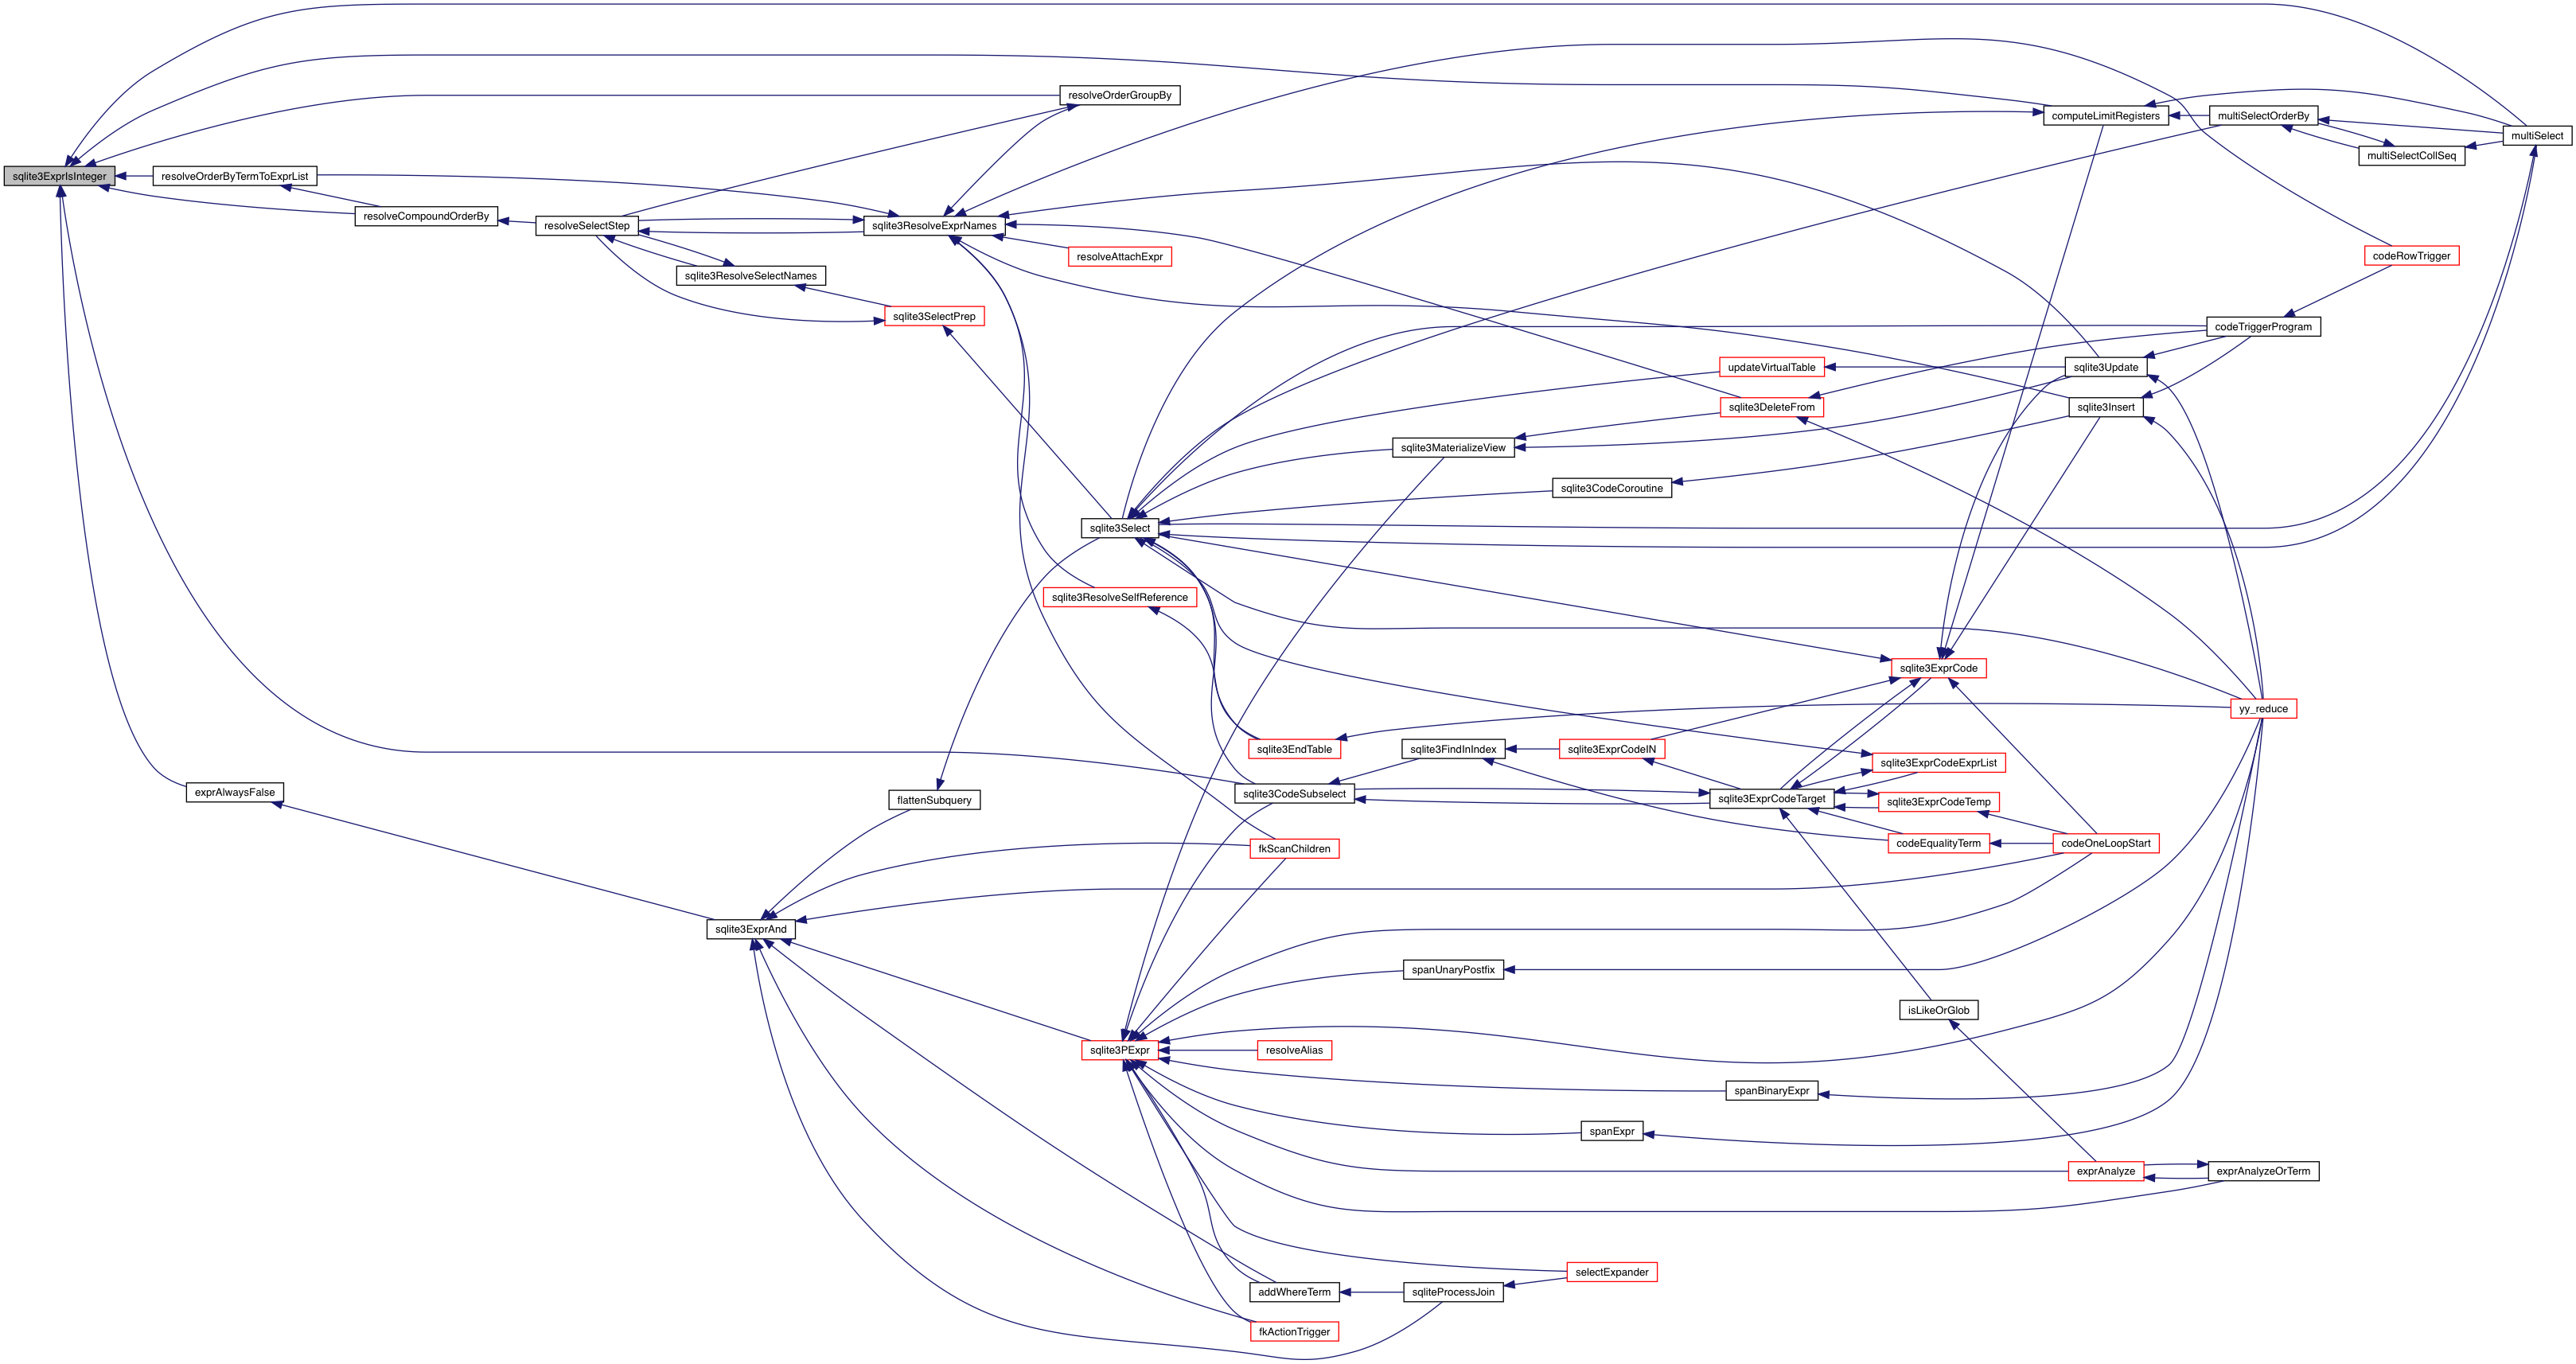 sqlite3ExprIsInteger
resolveOrderByTermToExprList
resolveCompoundOrderBy
resolveSelectStep
sqlite3ResolveSelectNames
sqlite3SelectPrep
sqlite3ResolveExprNames
resolveOrderGroupBy
resolveAttachExpr
computeLimitRegisters
multiSelectOrderBy
multiSelectCollSeq
multiSelect
codeRowTrigger
codeTriggerProgram
updateVirtualTable
sqlite3Update
sqlite3DeleteFrom
sqlite3Insert
sqlite3MaterializeView
sqlite3CodeCoroutine
sqlite3Select
sqlite3ResolveSelfReference
sqlite3ExprCode
yy_reduce
sqlite3EndTable
sqlite3FindInIndex
sqlite3ExprCodeIN
sqlite3ExprCodeExprList
exprAlwaysFalse
flattenSubquery
sqlite3CodeSubselect
sqlite3ExprCodeTarget
sqlite3ExprCodeTemp
fkScanChildren
codeEqualityTerm
codeOneLoopStart
sqlite3ExprAnd
spanUnaryPostfix
isLikeOrGlob
sqlite3PExpr
resolveAlias
spanBinaryExpr
spanExpr
exprAnalyze
exprAnalyzeOrTerm
selectExpander
addWhereTerm
sqliteProcessJoin
fkActionTrigger